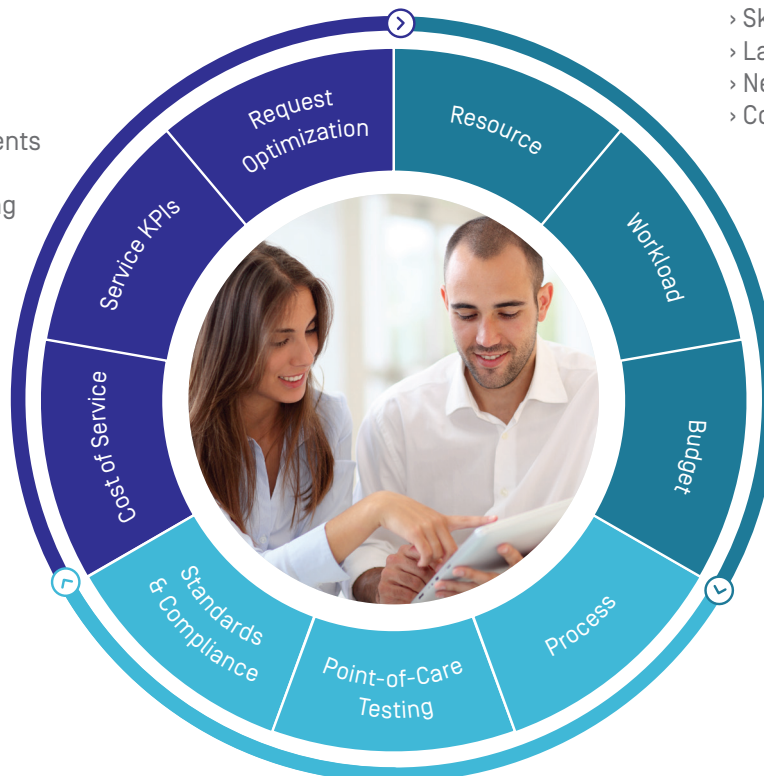 Request
Optimization
Resource
Workload
Budget
Process
Point-of-Care
Testing
Standards
& Compliance
Cost of Service
Service KPIs